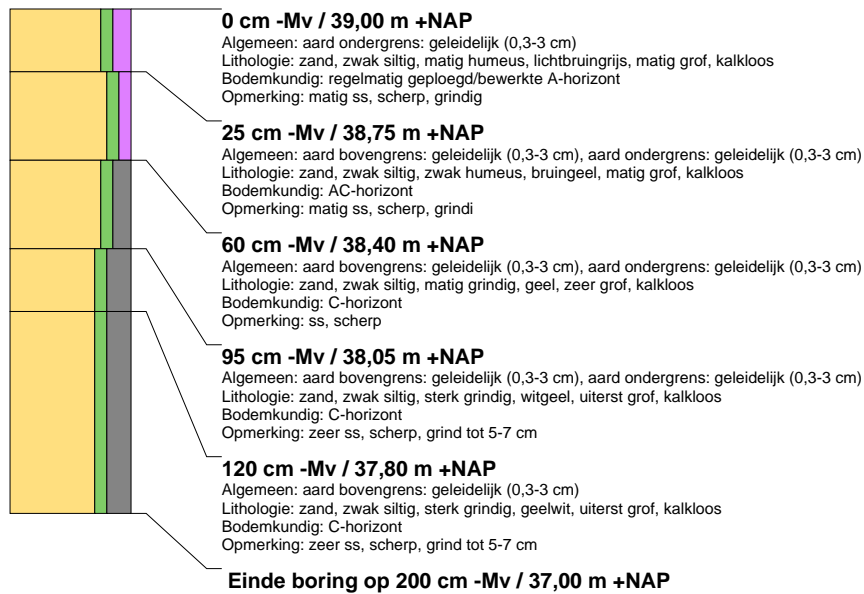 0 cm -Mv / 39,00 m +NAP
Algemeen: aard ondergrens: geleidelijk (0,3-3 cm)
Lithologie: zand, zwak siltig, matig humeus, lichtbruingrijs, matig grof, kalkloos
Bodemkundig: regelmatig geploegd/bewerkte A-horizont
Opmerking: matig ss, scherp, grindig
25 cm -Mv / 38,75 m +NAP
Algemeen: aard bovengrens: geleidelijk (0,3-3 cm), aard ondergrens: geleidelijk (0,3-3 cm)
Lithologie: zand, zwak siltig, zwak humeus, bruingeel, matig grof, kalkloos
Bodemkundig: AC-horizont
Opmerking: matig ss, scherp, grindi
60 cm -Mv / 38,40 m +NAP
Algemeen: aard bovengrens: geleidelijk (0,3-3 cm), aard ondergrens: geleidelijk (0,3-3 cm)
Lithologie: zand, zwak siltig, matig grindig, geel, zeer grof, kalkloos
Bodemkundig: C-horizont
Opmerking: ss, scherp
95 cm -Mv / 38,05 m +NAP
Algemeen: aard bovengrens: geleidelijk (0,3-3 cm), aard ondergrens: geleidelijk (0,3-3 cm)
Lithologie: zand, zwak siltig, sterk grindig, witgeel, uiterst grof, kalkloos
Bodemkundig: C-horizont
Opmerking: zeer ss, scherp, grind tot 5-7 cm
120 cm -Mv / 37,80 m +NAP
Algemeen: aard bovengrens: geleidelijk (0,3-3 cm)
Lithologie: zand, zwak siltig, sterk grindig, geelwit, uiterst grof, kalkloos
Bodemkundig: C-horizont
Opmerking: zeer ss, scherp, grind tot 5-7 cm
Einde boring op 200 cm -Mv / 37,00 m +NAP